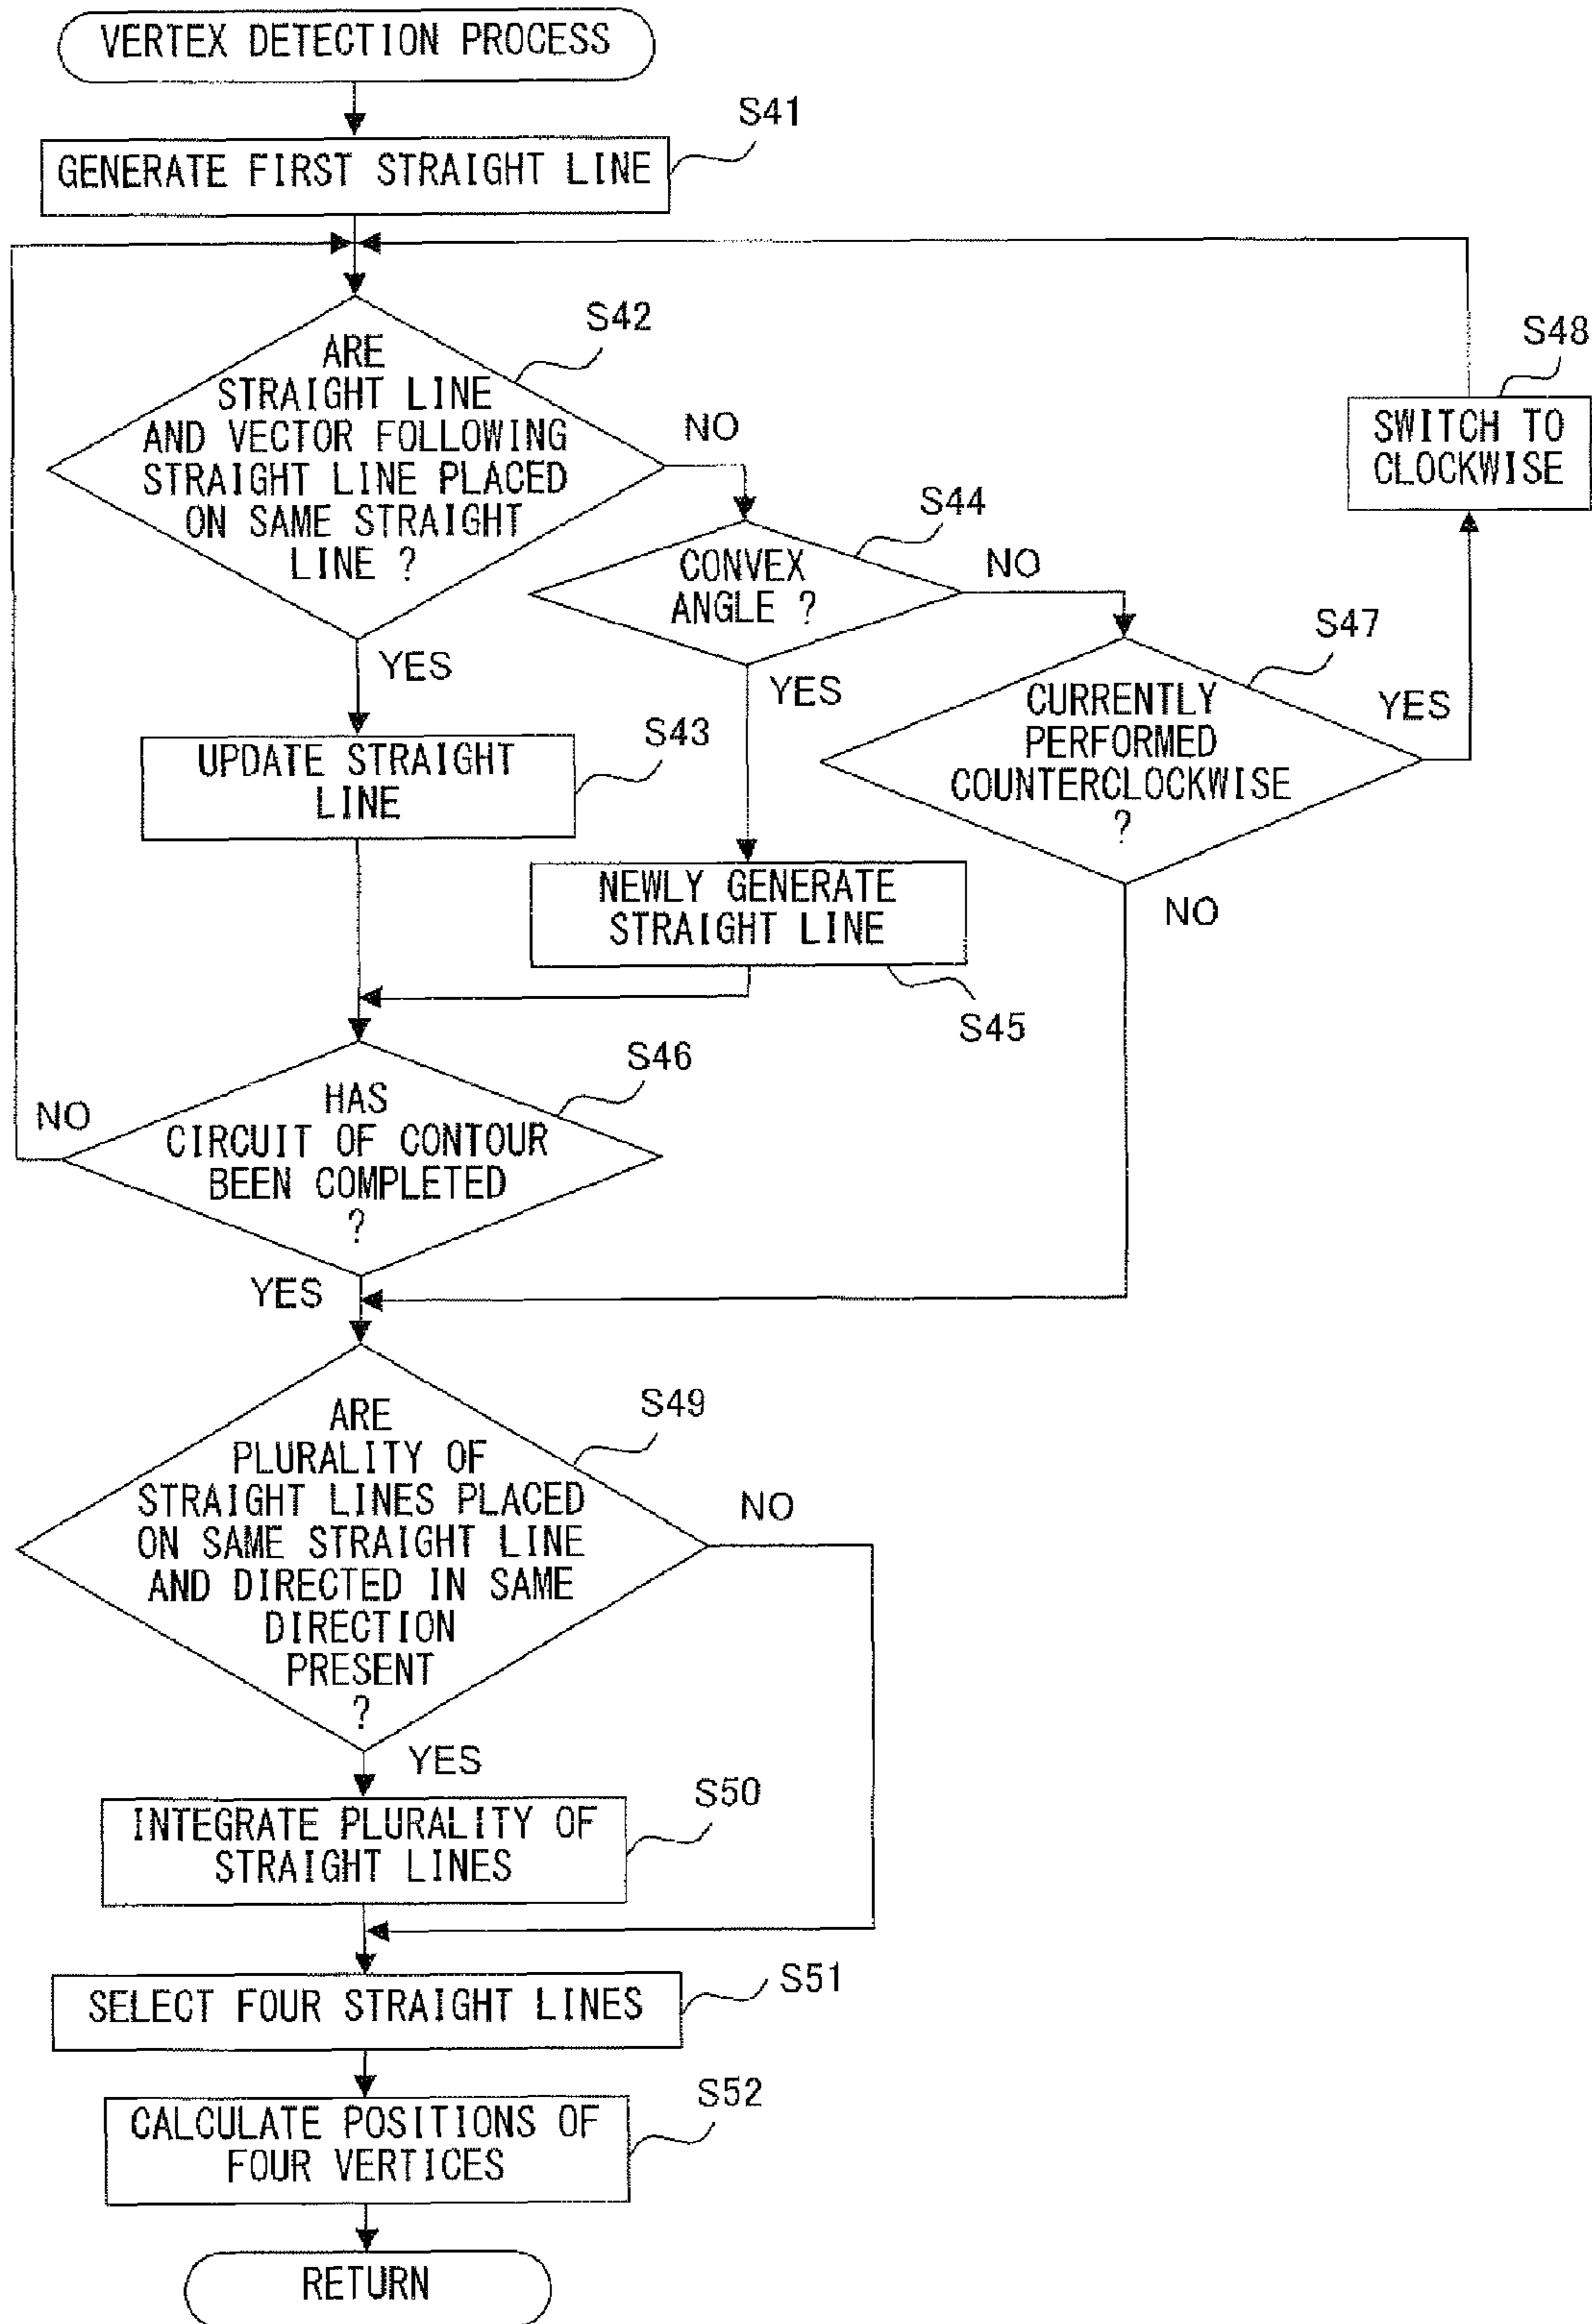 VERTEX DETECTION PROCESS
S41
GENERATE FIRST STRAIGHT LINE
S42
ARE
STRAIGHT LINE
AND VECTOR FOLLOWING
STRAIGHT LINE PLACED
ON SAME STRAIGHT
LINE ?
NO
YES
S48
SWITCH TO
CLOCKWISE
S44
CONVEX
ANGLE ?
NO
YES
S47
CURRENTLY
PERFORMED
COUNTERCLOCKWISE
?
YES
NO
S43
UPDATE STRAIGHT
LINE
NEWLY GENERATE
STRAIGHT LINE
S45
S46
HAS
CIRCUIT OF CONTOUR
BEEN COMPLETED
?
NO
YES
S49
ARE
PLURALITY OF
STRAIGHT LINES PLACED
ON SAME STRAIGHT LINE
AND DIRECTED IN SAME
DIRECTION
PRESENT
?
NO
YES
S50
INTEGRATE PLURALITY OF
STRAIGHT LINES
S51
SELECT FOUR STRAIGHT LINES
S52
CALCULATE POSITIONS OF
FOUR VERTICES
RETURN